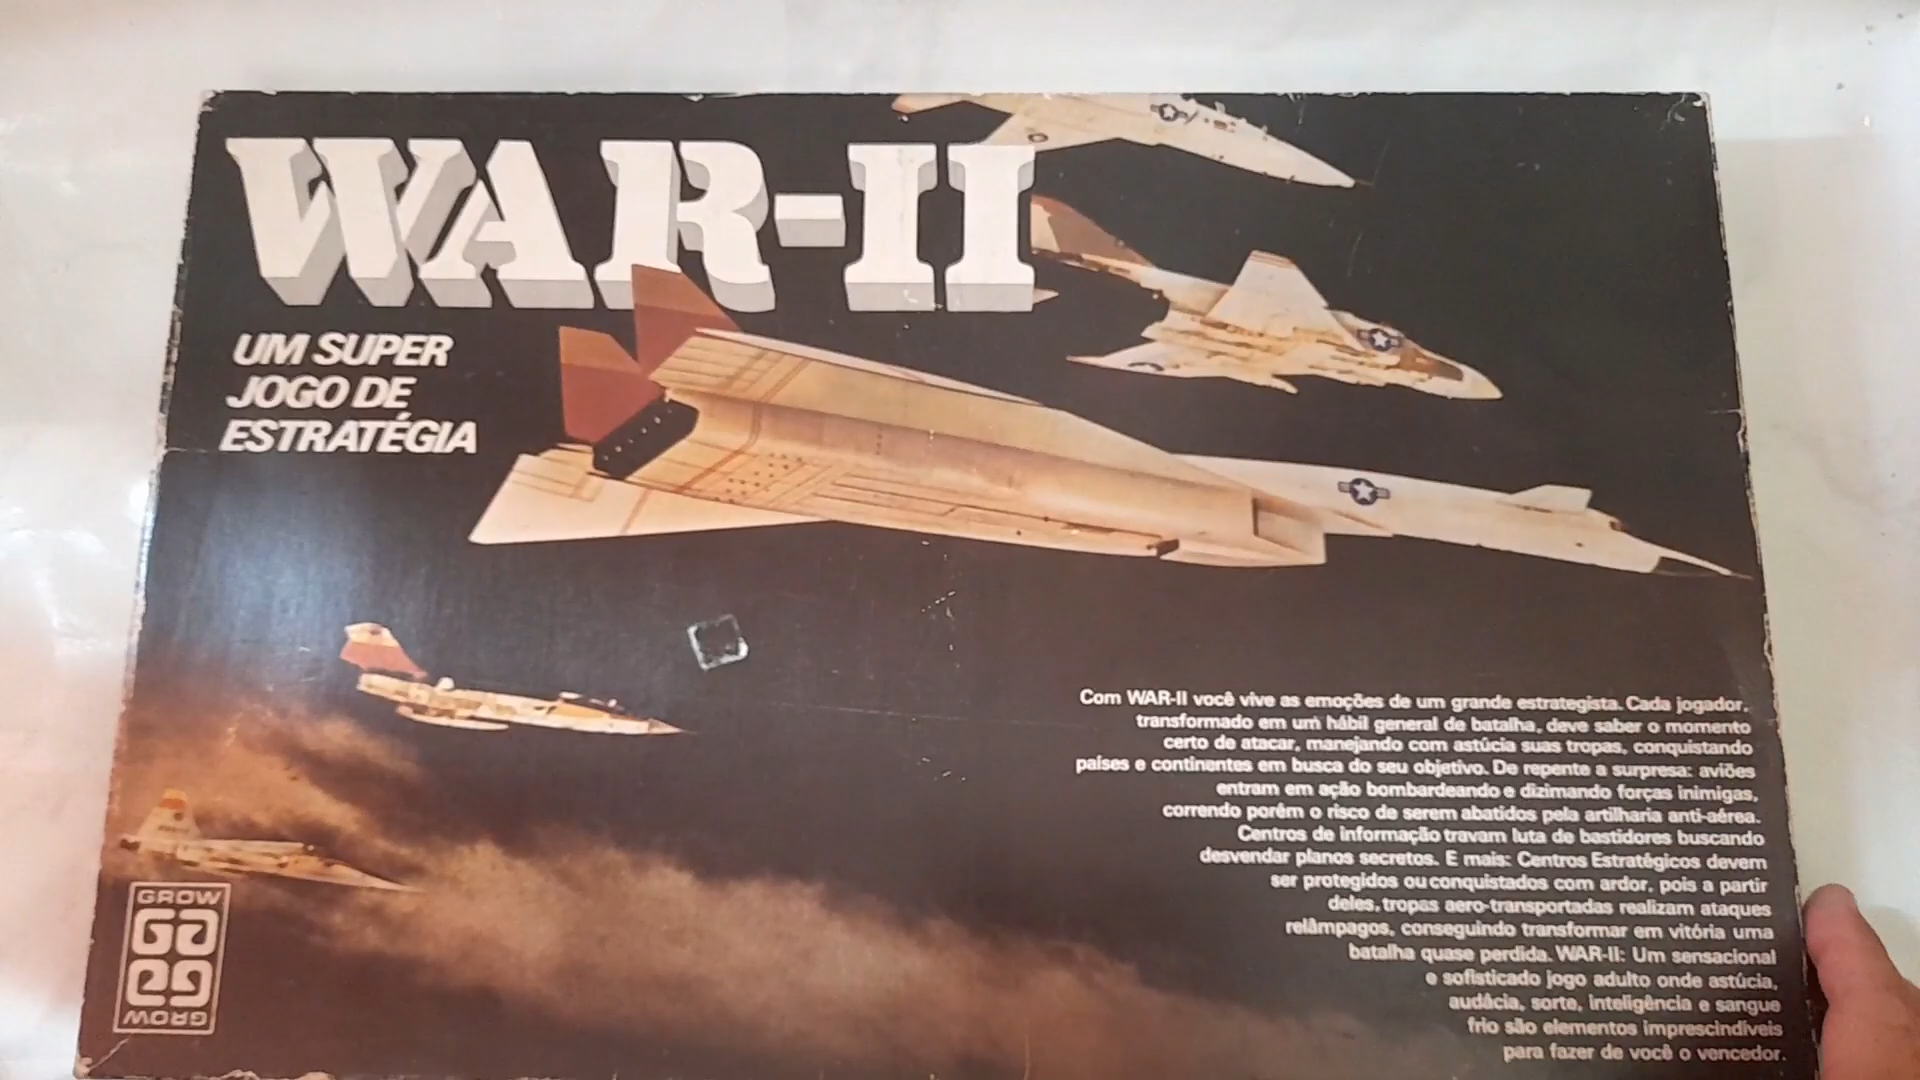 WAR-II
UM SUPER
JOGO DE
ESTRATÉGIA
Com WAR-II você vive as emoções de um grande estrategista. Cada jogador,
transformado em um hábil general de batalha, deve saber o momento
certo de atacar, manejando com astúcia suas tropas, conquistando
países e continentes em busca do seu objetivo. De repente a surpresa: aviões
entram em ação bombardeando e dizimando forças inimigas,
correndo porém o risco de serem abatidos pela artilharia anti-aérea.
Centros de informação travam luta de bastidores buscando
desvendar planos secretos. E mais: Centros Estratégicos devem
ser protegidos ou conquistados com ardor, pois a partir
deles, tropas aero-transportadas realizam ataques
relâmpagos, conseguindo transformar em vitória uma
batalha quase perdida. WAR-II: Um sensacional
e sofisticado jogo adulto onde astúcia,
audácia, sorte, inteligência e sangue
frio são elementos imprescindíveis
para fazer de você o vencedor.
GROW
GROW